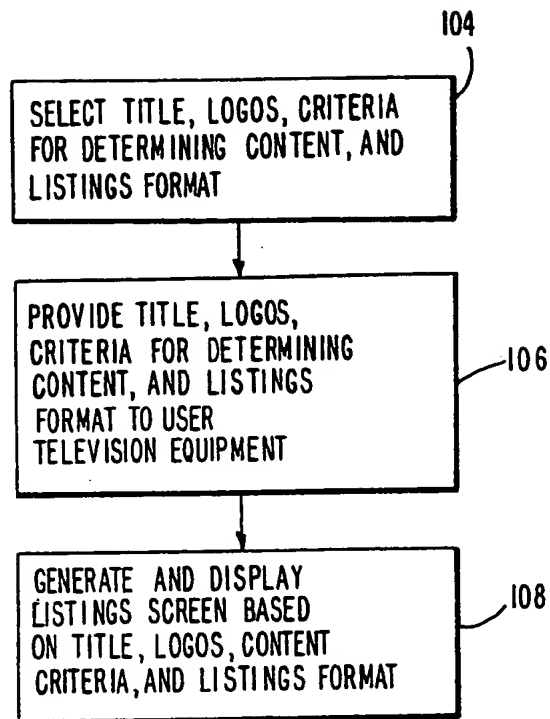 104
SELECT TITLE, LOGOS, CRITERIA
FOR DETERMINING CONTENT, AND
LISTINGS FORMAT
PROVIDE TITLE, LOGOS,
CRITERIA FOR DETERMINING
CONTENT, AND LISTINGS
FORMAT TO USER
TELEVISION EQUIPMENT
106
GENERATE AND DISPLAY
LISTINGS SCREEN BASED
ON TITLE, LOGOS, CONTENT
CRITERIA, AND LISTINGS FORMAT
108